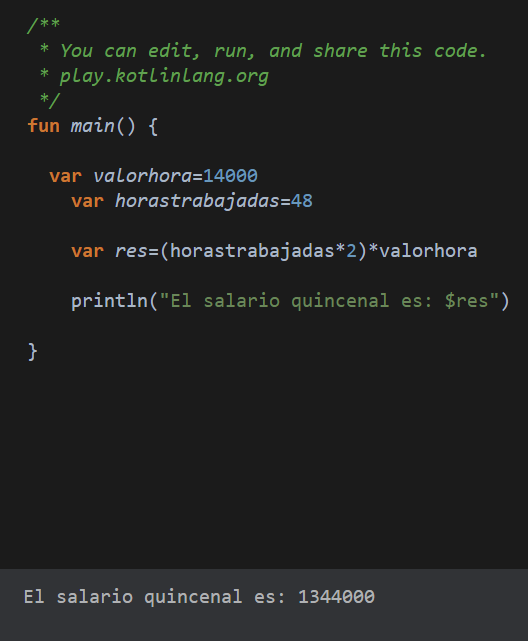 /**
 * You can edit, run, and share this code.
 * play.kotlinlang.org
 */
fun main() {
  var valorhora=14000
    var horastrabajadas=48
    var res=(horastrabajadas*2)*valorhora
    println("El salario quincenal es: $res")
}
El salario quincenal es: 1344000